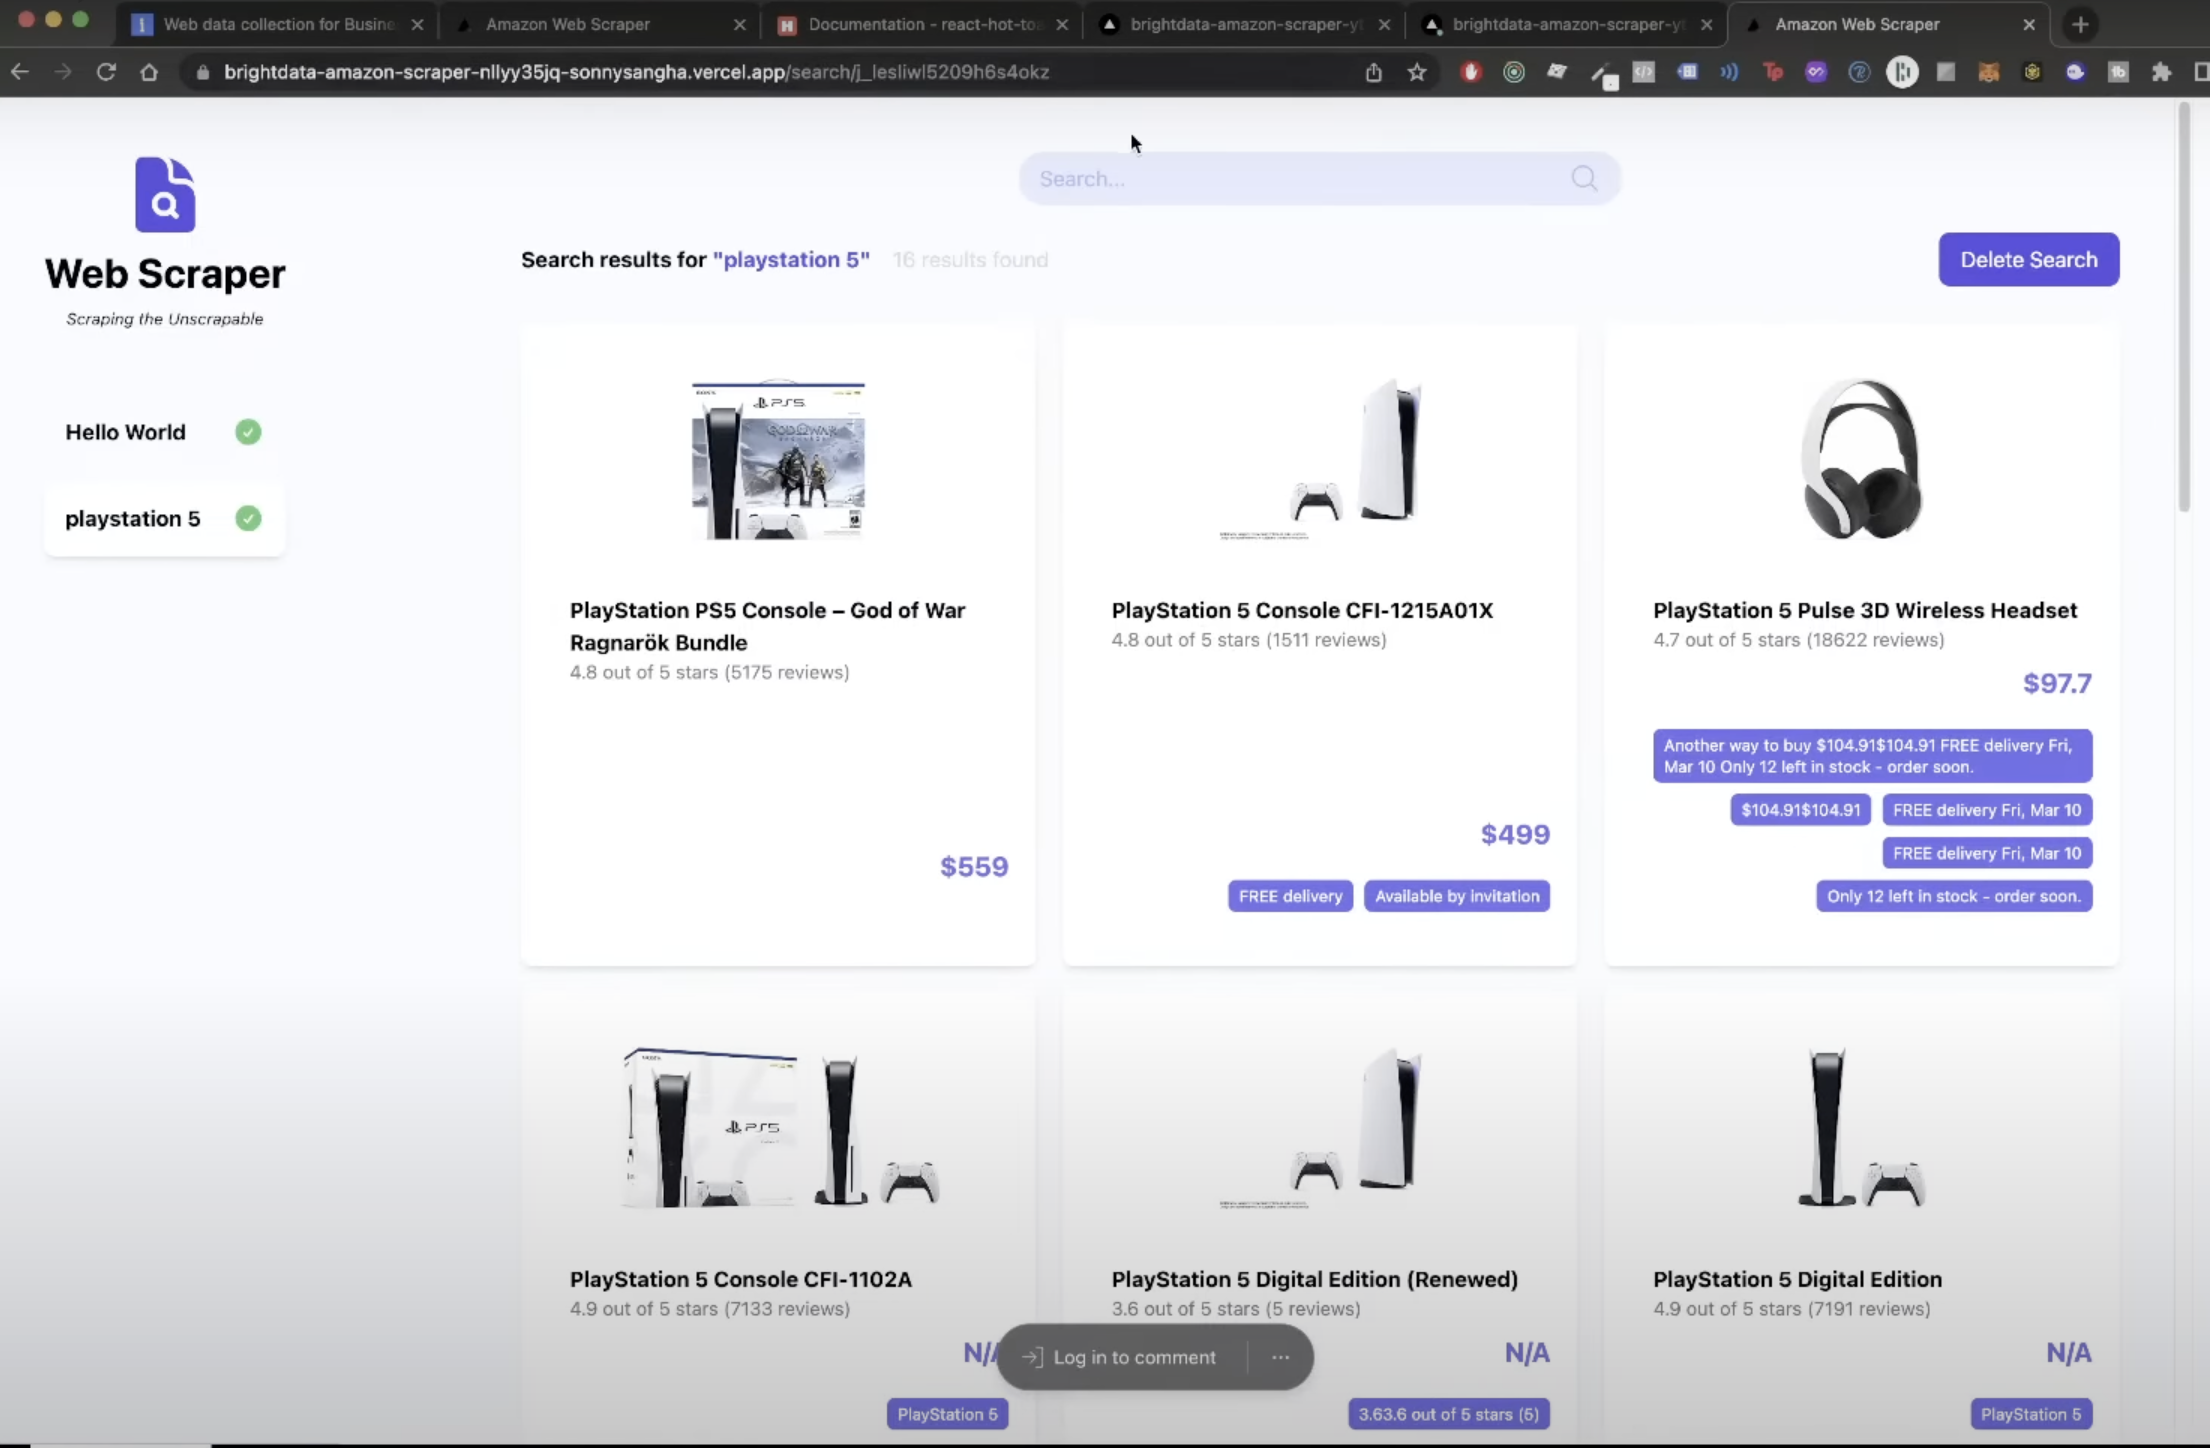 Web data collection for Busine
Amazon Web Scraper
Documentation - react-hot-toa
brightdata-amazon-scraper-yt
brightdata-amazon-scraper-yt
Amazon Web Scraper
brightdata-amazon-scraper-nllyy35jq-sonnysangha.vercel.app/search/j_lesliwl5209h6s4okz
Search...
Web Scraper
Scraping the Unscrapable
Hello World
playstation 5
Search results for "playstation 5" 16 results found
Delete Search
PS5
GOD OF WAR
PlayStation PS5 Console – God of War
Ragnarök Bundle
4.8 out of 5 stars (5175 reviews)
$559
PlayStation 5 Console CFI-1215A01X
4.8 out of 5 stars (1511 reviews)
$499
FREE delivery
Available by invitation
PlayStation 5 Pulse 3D Wireless Headset
4.7 out of 5 stars (18622 reviews)
$97.7
Another way to buy $104.91$104.91 FREE delivery Fri,
Mar 10 Only 12 left in stock - order soon.
$104.91$104.91
FREE delivery Fri, Mar 10
FREE delivery Fri, Mar 10
Only 12 left in stock - order soon.
PS5
PlayStation 5 Console CFI-1102A
4.9 out of 5 stars (7133 reviews)
N/A
PlayStation 5
PlayStation 5 Digital Edition (Renewed)
3.6 out of 5 stars (5 reviews)
N/A
3.63.6 out of 5 stars (5)
PlayStation 5 Digital Edition
4.9 out of 5 stars (7191 reviews)
N/A
PlayStation 5
Log in to comment